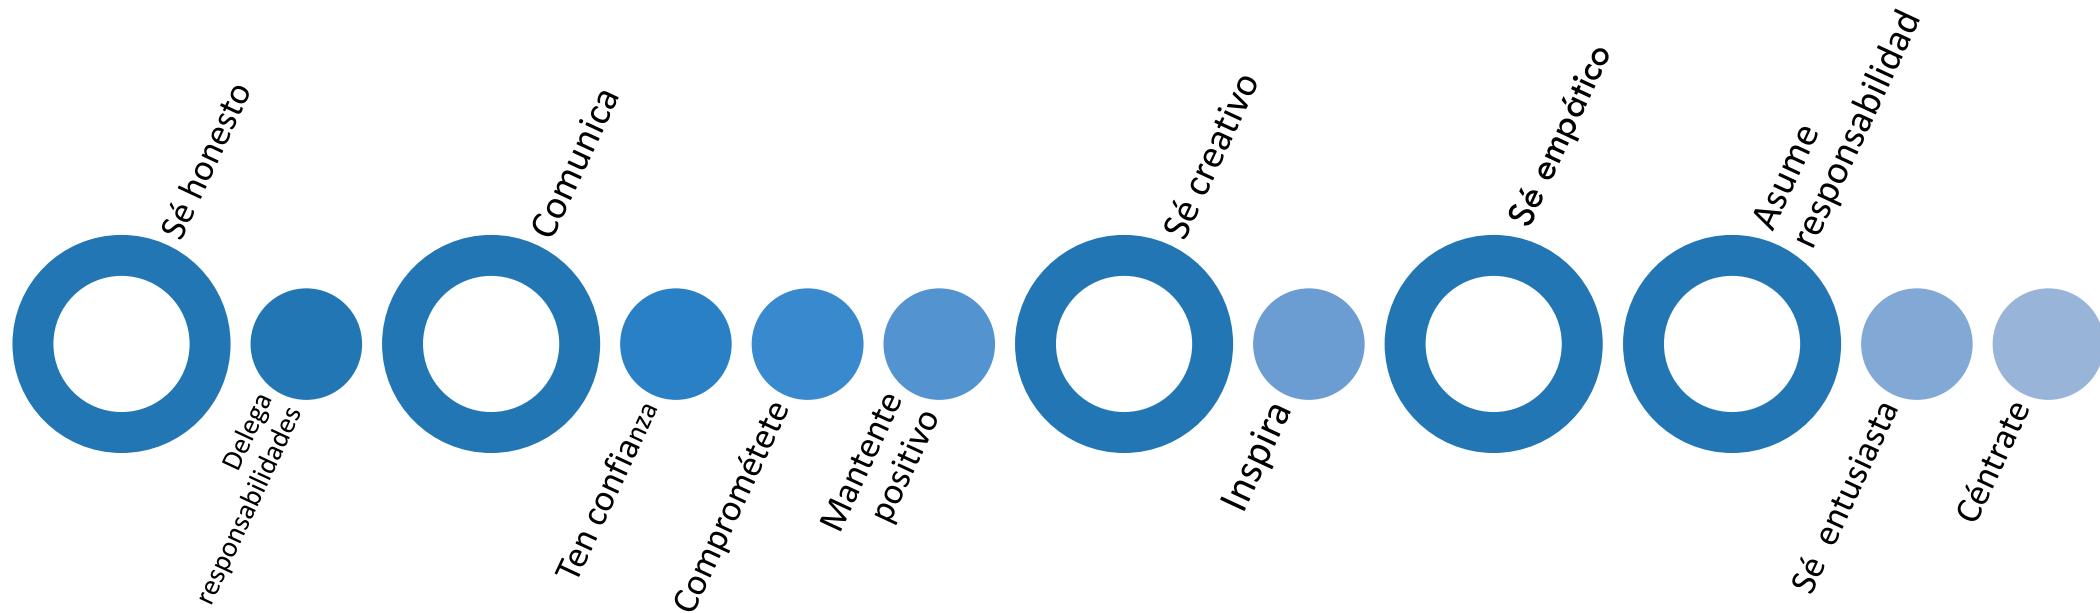 Sé honesto
Delega
responsabilidades
Comunica
Ten confianza
Comprométete
Mantente
positivo
Sé creativo
Inspira
Sé empático
Asume
responsabilidad
Sé entusiasta
Céntrate